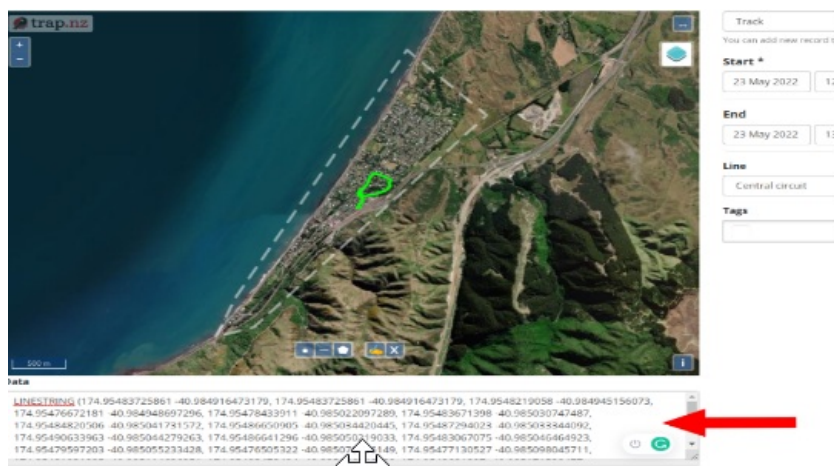 trap.nz
Track
You can add new record t
Start *
23 May 2022 12
End
23 May 2022 13
Line
Central circuit
Tags
500 m
Data
LINESTRING (174.95483725861 -40.984916473179, 174.95483725861 -40.984916473179, 174.9548219058 -40.984945156073,
174.95476672181 -40.984948697296, 174.95478433911 -40.985022097289, 174.95483671398 -40.985030747487,
174.95484820506 -40.985041731572, 174.95486650905 -40.985034420445, 174.95487294023 -40.985033344092,
174.95490633963 -40.985044279263, 174.95486641296 -40.985050219033, 174.95483067075 -40.985046464923,
174.95479597203 -40.985055233428, 174.95476505322 174.95477130527 -40.985098045711,